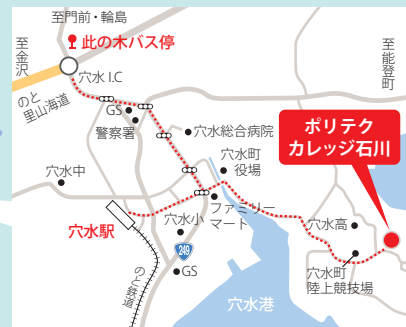 至門前・輪島
此の木バス停
至金沢
穴水 I.C
のと
里山海道
GS
警察署
至能登町
ポリテク
カレッジ石川
穴水総合病院
穴水町
役場
穴水中
ファミリー
マート
穴水駅
穴水小
穴水高
249
GS
のと鉄道
穴水町
陸上競技場
穴水港